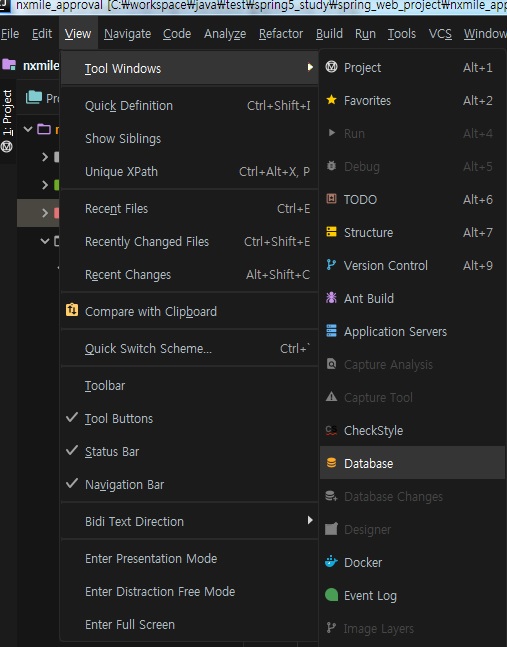 nxmile_approval [C:₩workspace₩java₩test₩spring5_study₩spring_web_project₩nxmile_app
File Edit View Navigate Code Analyze Refactor Build Run Tools VCS Window
nxmile
1: Project
Pro
Tool Windows
Quick Definition Ctrl+Shift+I
Show Siblings
Unique XPath Ctrl+Alt+X, P
Recent Files Ctrl+E
Recently Changed Files Ctrl+Shift+E
Recent Changes Alt+Shift+C
Compare with Clipboard
Quick Switch Scheme... Ctrl+`
Toolbar
Tool Buttons
Status Bar
Navigation Bar
Bidi Text Direction
Enter Presentation Mode
Enter Distraction Free Mode
Enter Full Screen
Project Alt+1
Favorites Alt+2
Run Alt+4
Debug Alt+5
TODO Alt+6
Structure Alt+7
Version Control Alt+9
Ant Build
Application Servers
Capture Analysis
Capture Tool
CheckStyle
Database
Database Changes
Designer
Docker
Event Log
Image Layers